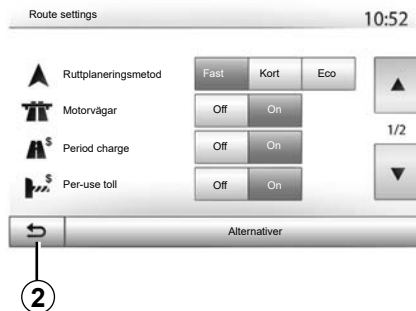 Route settings 10:52
Ruttplaneringsmetod Fast Kort Eco
Motorvägar Off On
1/2
Period charge $ Off On
Per-use toll $ Off On
Alternativer
2